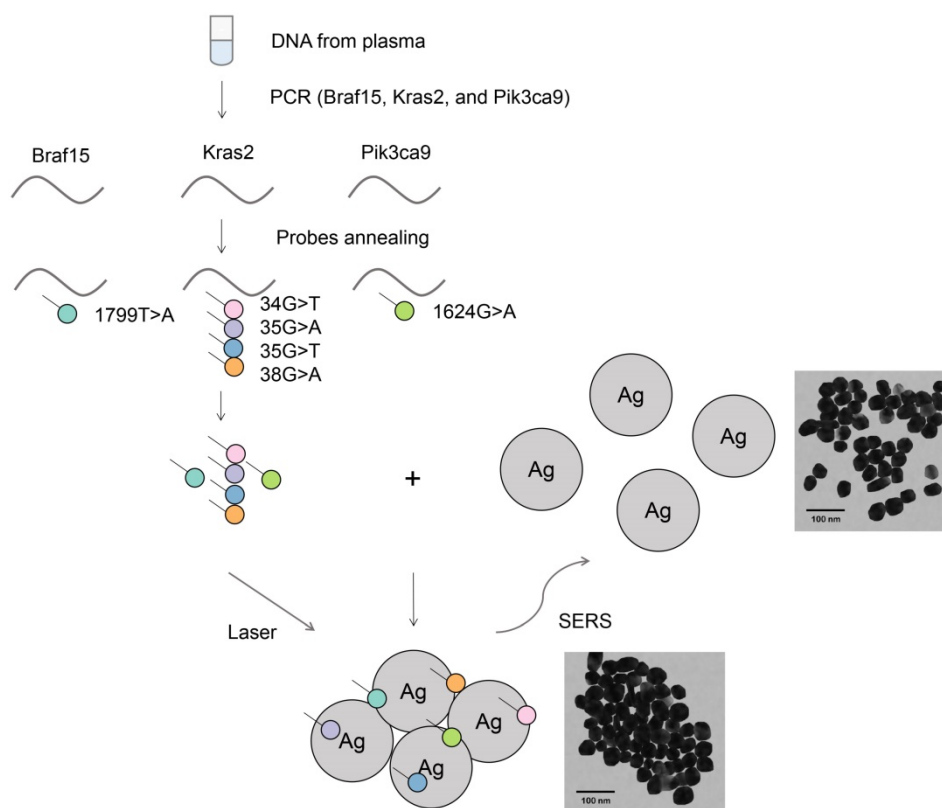 DNA from plasma
PCR (Braf15, Kras2, and Pik3ca9)
Braf15
Kras2
Pik3ca9
Probes annealing
1799T>A
34G>T
35G>A
35G>T
38G>A
1624G>A
Ag
Ag
Ag
Ag
100 nm
+
Laser
SERS
Ag
Ag
Ag
Ag
100 nm